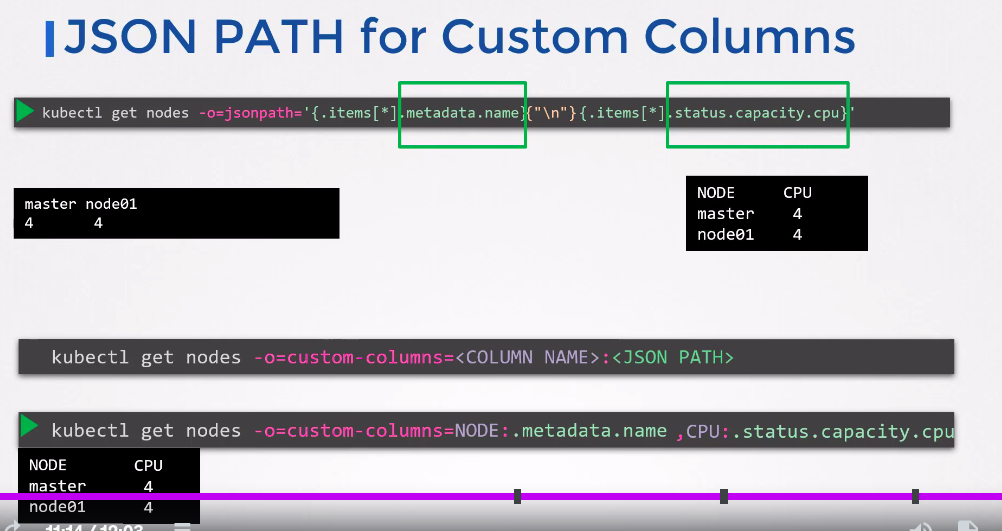 JSON PATH for Custom Columns
kubectl get nodes -o=jsonpath='{.items[*].metadata.name}{"\n"}{.items[*].status.capacity.cpu}'
master node01
4 4
NODE CPU
master 4
node01 4
kubectl get nodes -o=custom-columns=<COLUMN NAME>:<JSON PATH>
kubectl get nodes -o=custom-columns=NODE:.metadata.name ,CPU:.status.capacity.cpu
NODE CPU
master 4
node01 4
11:14 / 12:03